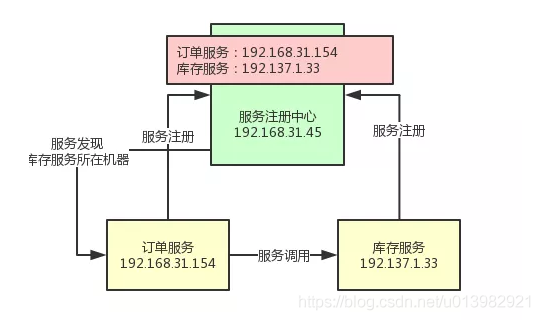 订单服务：192.168.31.154
库存服务：192.137.1.33
服务注册中心
192.168.31.45
服务注册
服务注册
服务发现
库存服务所在机器
订单服务
192.168.31.154
服务调用
库存服务
192.137.1.33
https://blog.csdn.net/u013982921